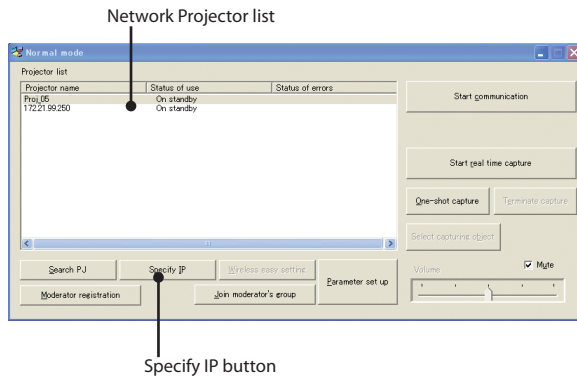 Network Projector list
Normal mode
Projector list
Projector name Status of use Status of errors
Proj_05 On standby
172.21.99.250 On standby
Start communication
Start real time capture
One-shot capture Terminate capture
Select capturing object
Search PJ Specify IP Wireless easy setting Parameter set up
Volume Mute
Moderator registration Join moderator's group
Specify IP button